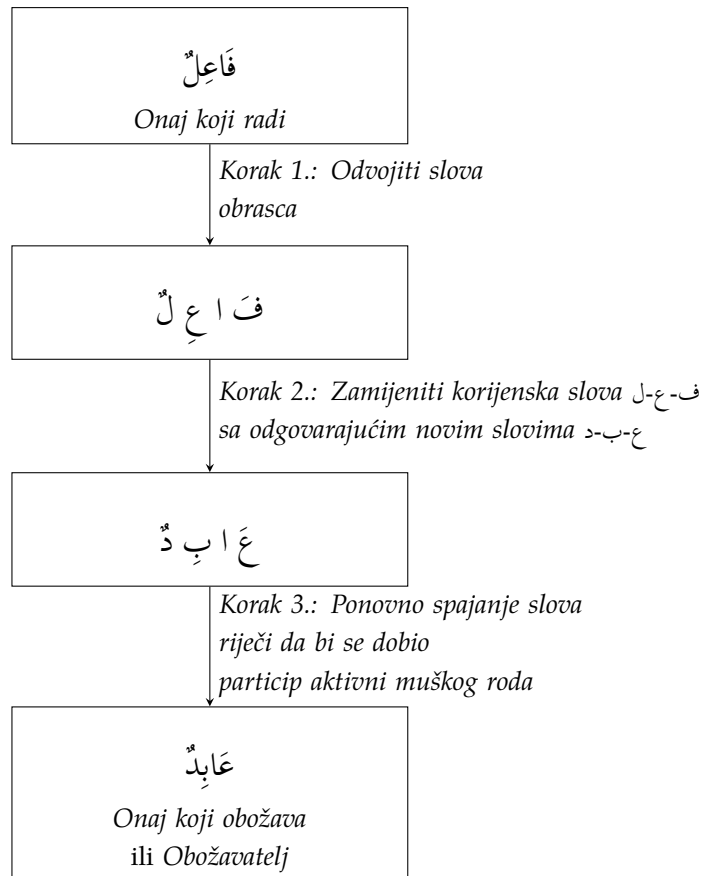 فَاعِلٌ
Onaj koji radi
Korak 1.: Odvojiti slova
obrasca
فَ ا عِ لٌ
Korak 2.: Zamijeniti korijenska slova ف-ع-ل
sa odgovarajućim novim slovima ع-ب-د
عَ ا بِ دٌ
Korak 3.: Ponovno spajanje slova
riječi da bi se dobio
particip aktivni muškog roda
عَابِدٌ
Onaj koji obožava
ili Obožavatelj